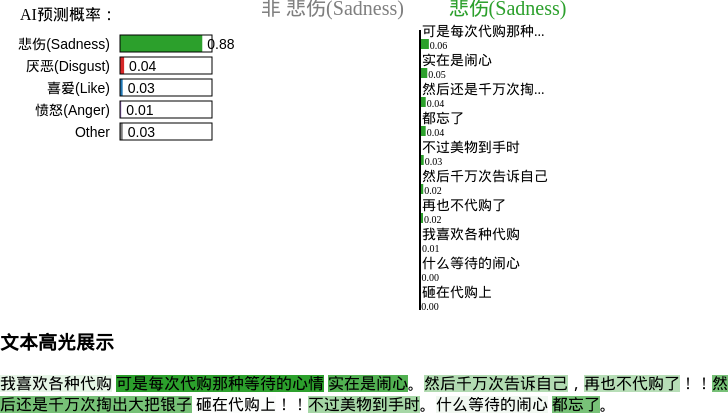 AI预测概率：
悲伤(Sadness) 0.88
厌恶(Disgust) 0.04
喜爱(Like) 0.03
愤怒(Anger) 0.01
Other 0.03
非 悲伤(Sadness) 悲伤(Sadness)
可是每次代购那种...
0.06
实在是闹心
0.05
然后还是千万次掏...
0.04
都忘了
0.04
不过美物到手时
0.03
然后千万次告诉自己
0.02
再也不代购了
0.02
我喜欢各种代购
0.01
什么等待的闹心
0.00
砸在代购上
0.00
文本高光展示
我喜欢各种代购 可是每次代购那种等待的心情 实在是闹心。然后千万次告诉自己，再也不代购了！！然
后还是千万次掏出大把银子 砸在代购上！！不过美物到手时。什么等待的闹心 都忘了。